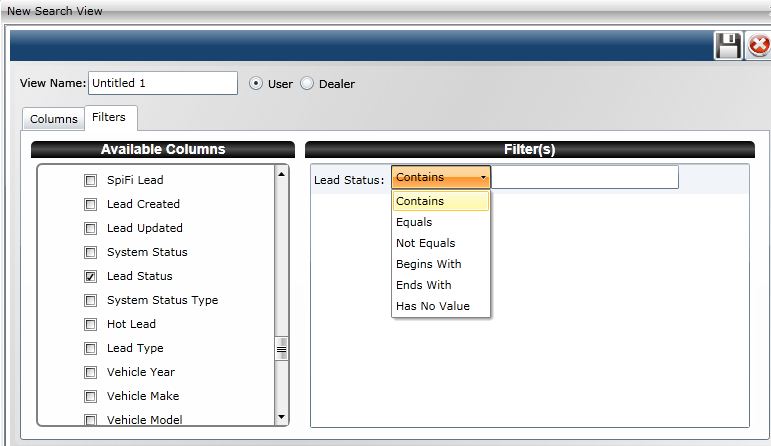 New Search View
View Name: Untitled 1 User Dealer
Columns Filters
Available Columns
SpiFi Lead
Lead Created
Lead Updated
System Status
Lead Status
System Status Type
Hot Lead
Lead Type
Vehicle Year
Vehicle Make
Vehicle Model
Filter(s)
Lead Status: Contains
Contains
Equals
Not Equals
Begins With
Ends With
Has No Value